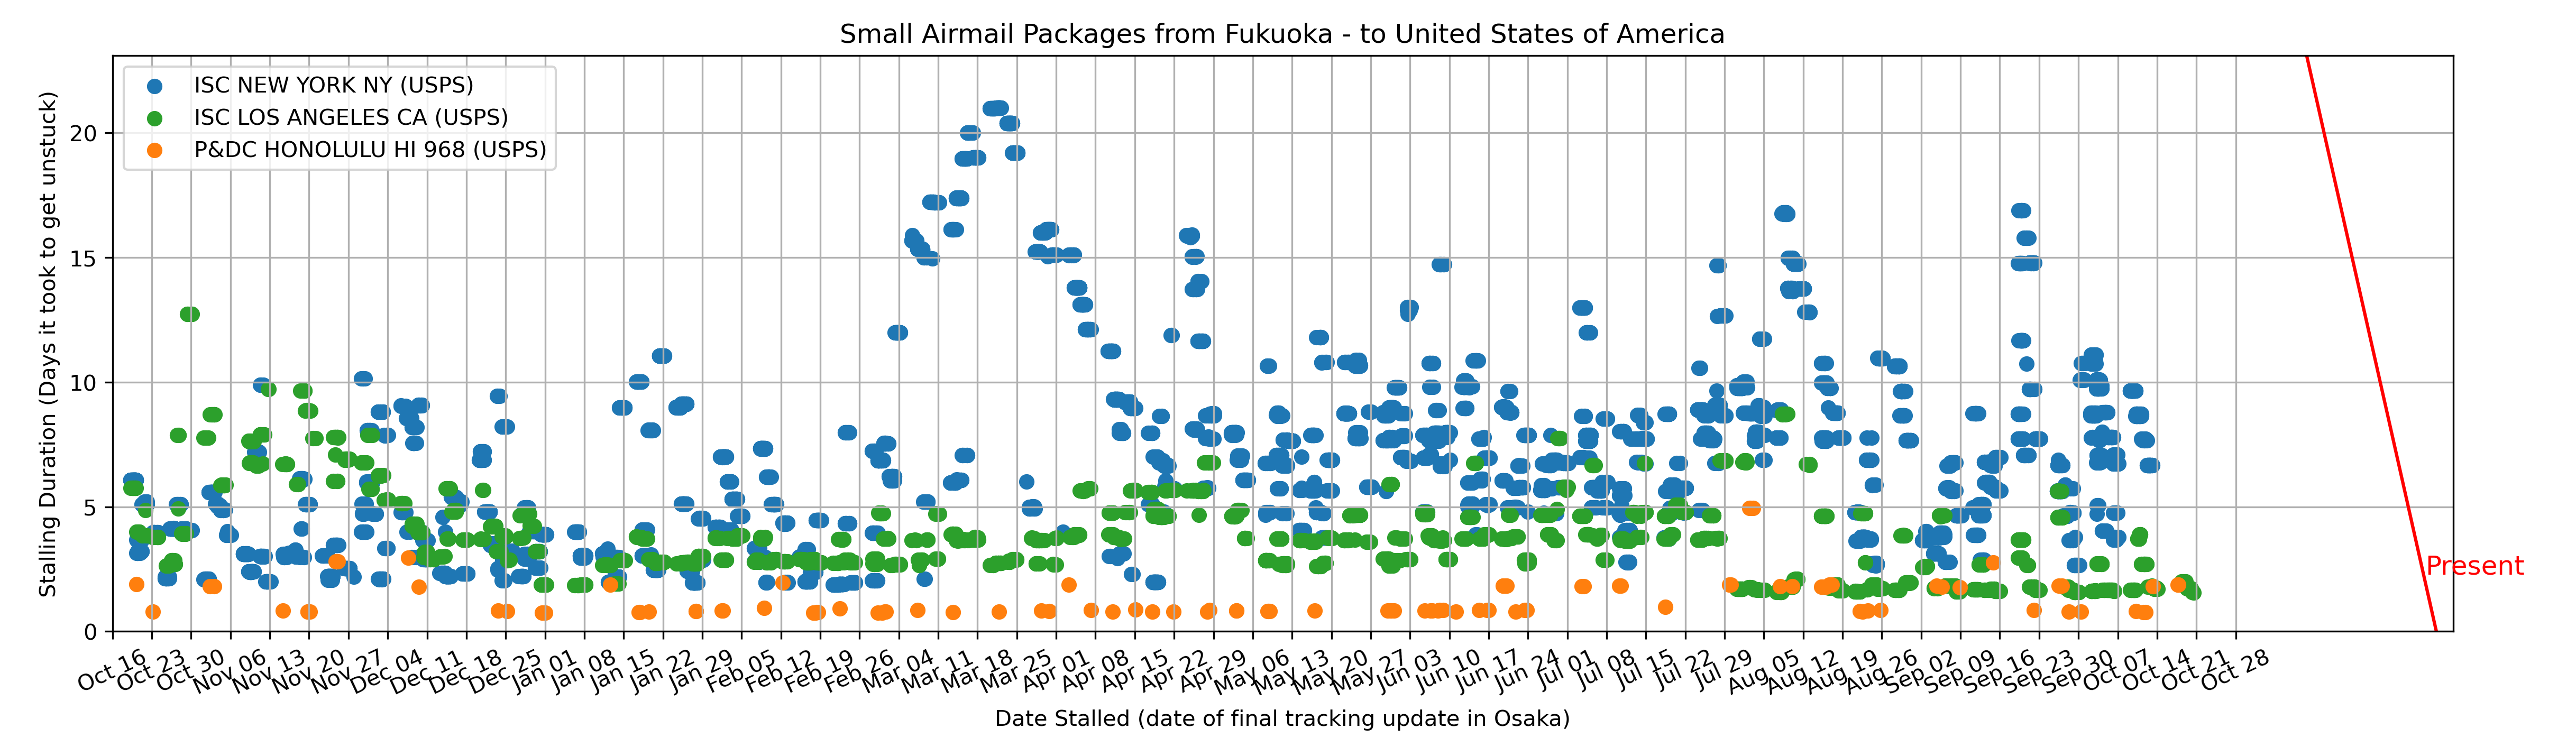 Small Airmail Packages from Fukuoka - to United States of America
ISC NEW YORK NY (USPS)
ISC LOS ANGELES CA (USPS)
P&DC HONOLULU HI 968 (USPS)
Stalling Duration (Days it took to get unstuck)
20
15
10
5
0
Present
Oct 16
Oct 23
Oct 30
Nov 06
Nov 13
Nov 20
Nov 27
Dec 04
Dec 11
Dec 18
Dec 25
Jan 01
Jan 08
Jan 15
Jan 22
Jan 29
Feb 05
Feb 12
Feb 19
Feb 26
Mar 04
Mar 11
Mar 18
Mar 25
Apr 01
Apr 08
Apr 15
Apr 22
Apr 29
May 06
May 13
May 20
May 27
Jun 03
Jun 10
Jun 17
Jun 24
Jul 01
Jul 08
Jul 15
Jul 22
Jul 29
Aug 05
Aug 12
Aug 19
Aug 26
Sep 02
Sep 09
Sep 16
Sep 23
Sep 30
Oct 07
Oct 14
Oct 21
Oct 28
Date Stalled (date of final tracking update in Osaka)